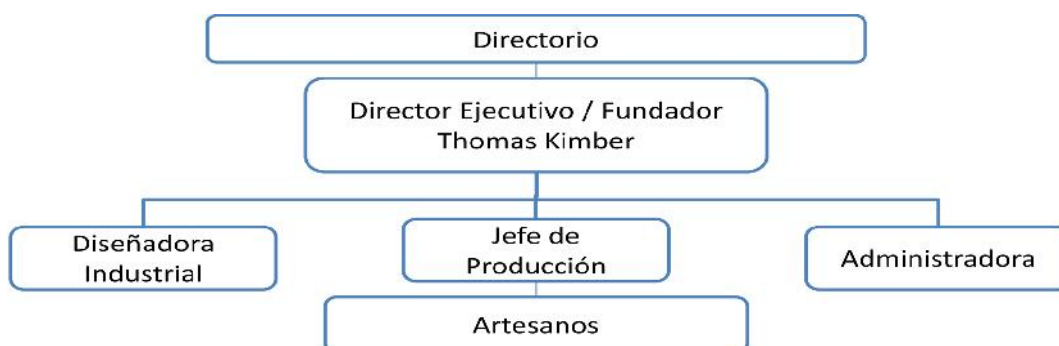 Directorio
Director Ejecutivo / Fundador
Thomas Kimber
Diseñadora
Industrial
Jefe de
Producción
Administradora
Artesanos